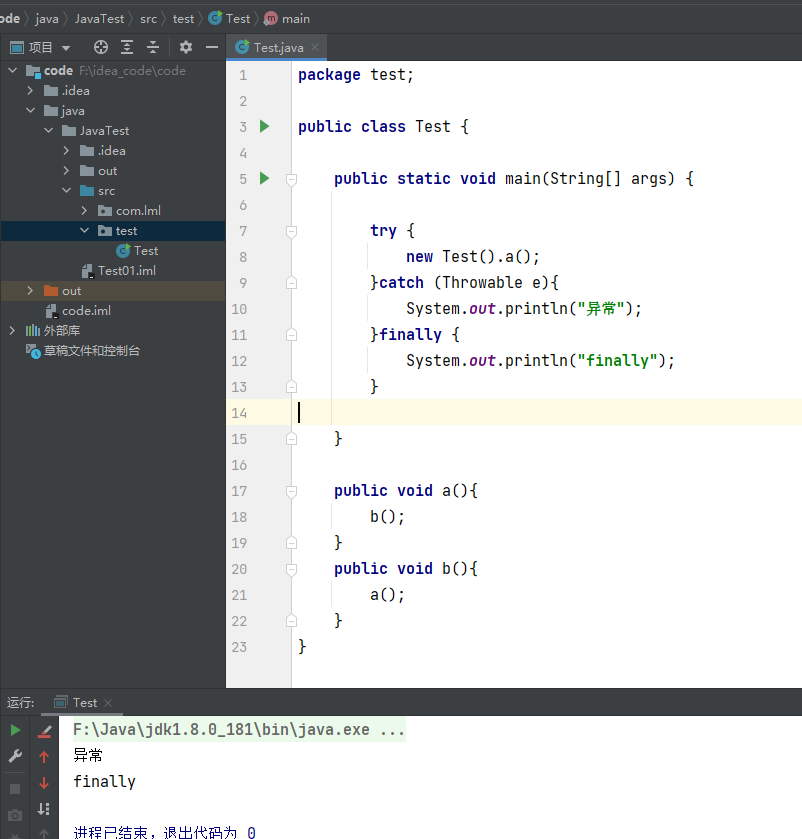 ode java JavaTest src test Test main
项目
Test.java
code F:\idea_code\code
.idea
java
JavaTest
.idea
out
src
com.lml
test
Test
Test01.iml
out
code.iml
外部库
草稿文件和控制台
1 package test;
2
3 public class Test {
4
5 public static void main(String[] args) {
6
7 try {
8 new Test().a();
9 }catch (Throwable e){
10 System.out.println("异常");
11 }finally {
12 System.out.println("finally");
13 }
14
15 }
16
17 public void a(){
18 b();
19 }
20 public void b(){
21 a();
22 }
23 }
运行: Test
F:\Java\jdk1.8.0_181\bin\java.exe ...
异常
finally
进程已结束，退出代码为 0